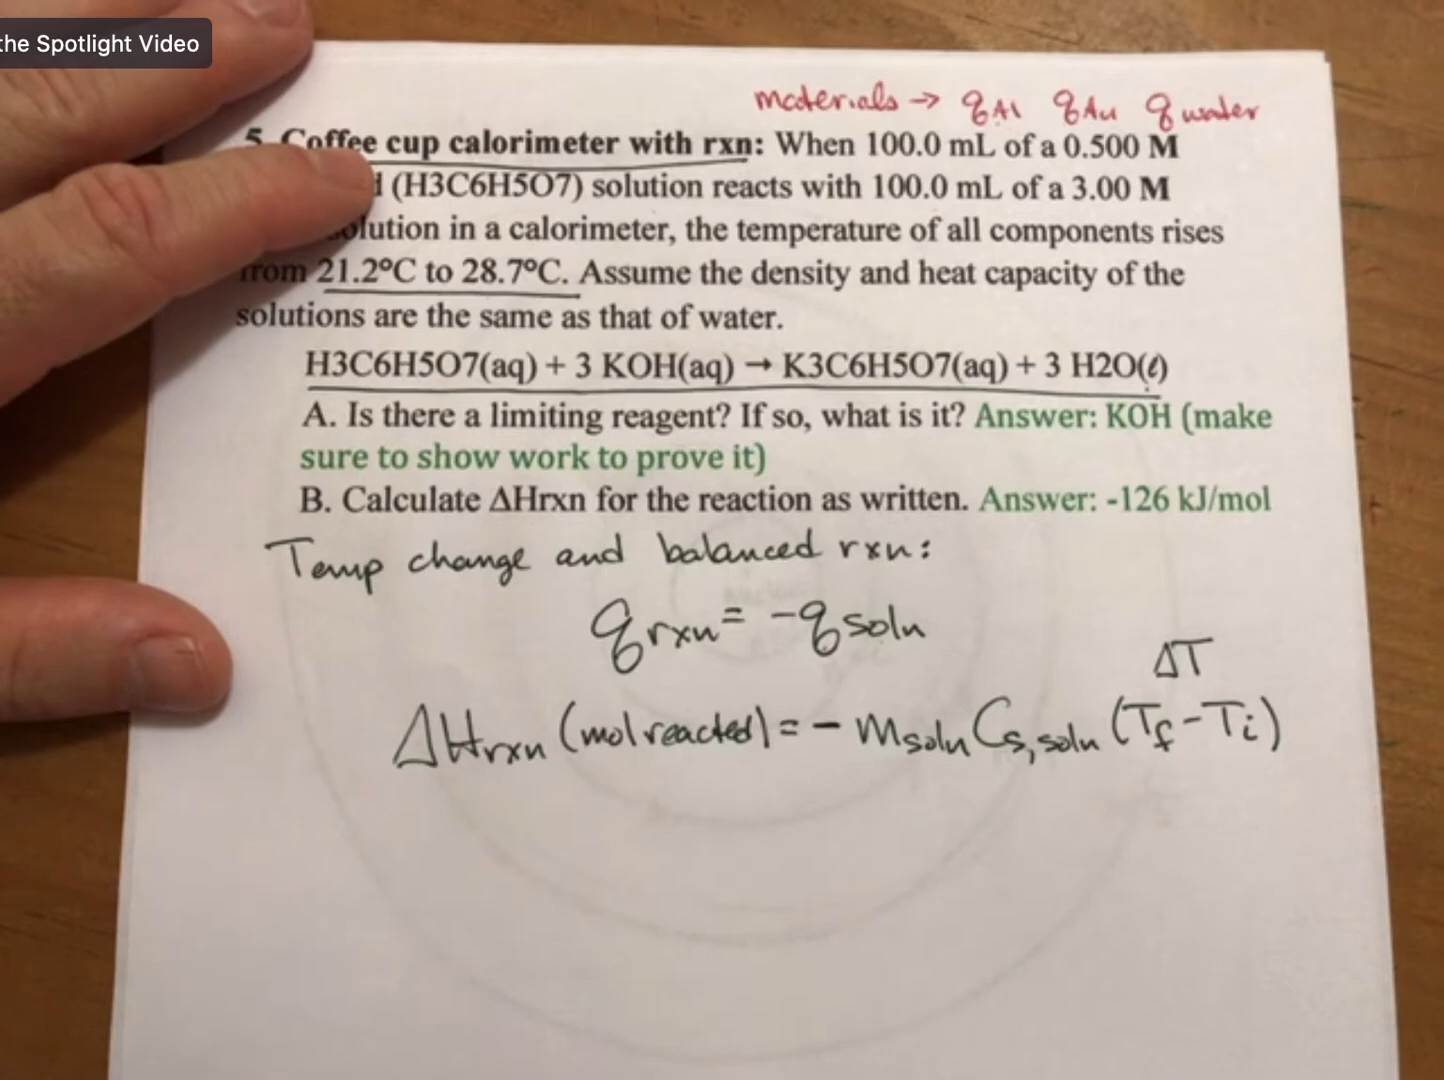 the Spotlight Video
materials → qAl qAu qwater
5. Coffee cup calorimeter with rxn: When 100.0 mL of a 0.500 M
(H3C6H5O7) solution reacts with 100.0 mL of a 3.00 M
solution in a calorimeter, the temperature of all components rises
from 21.2ºC to 28.7ºC. Assume the density and heat capacity of the
solutions are the same as that of water.
H3C6H5O7(aq) + 3 KOH(aq) → K3C6H5O7(aq) + 3 H2O(ℓ)
A. Is there a limiting reagent? If so, what is it? Answer: KOH (make
sure to show work to prove it)
B. Calculate ΔHrxn for the reaction as written. Answer: -126 kJ/mol
Temp change and balanced rxn:
qrxn = -qsoln
ΔT
ΔHrxn (mol reacted) = - msoln Cs, soln (Tf - Ti)